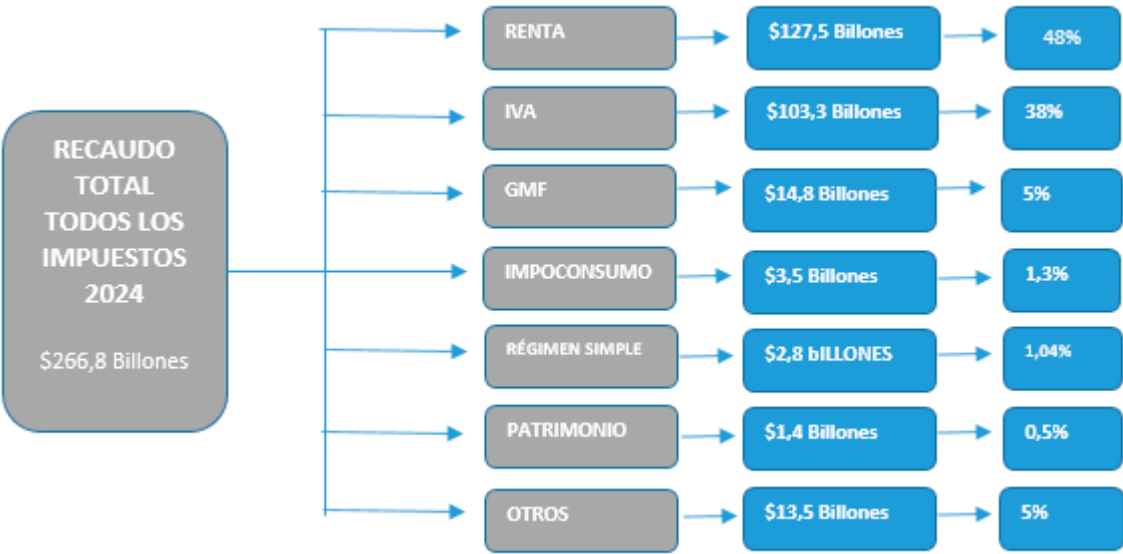 RECAUDO
TOTAL
TODOS LOS
IMPUESTOS
2024
$266,8 Billones
RENTA $127,5 Billones 48%
IVA $103,3 Billones 38%
GMF $14,8 Billones 5%
IMPOCONSUMO $3,5 Billones 1,3%
RÉGIMEN SIMPLE $2,8 bILLONES 1,04%
PATRIMONIO $1,4 Billones 0,5%
OTROS $13,5 Billones 5%